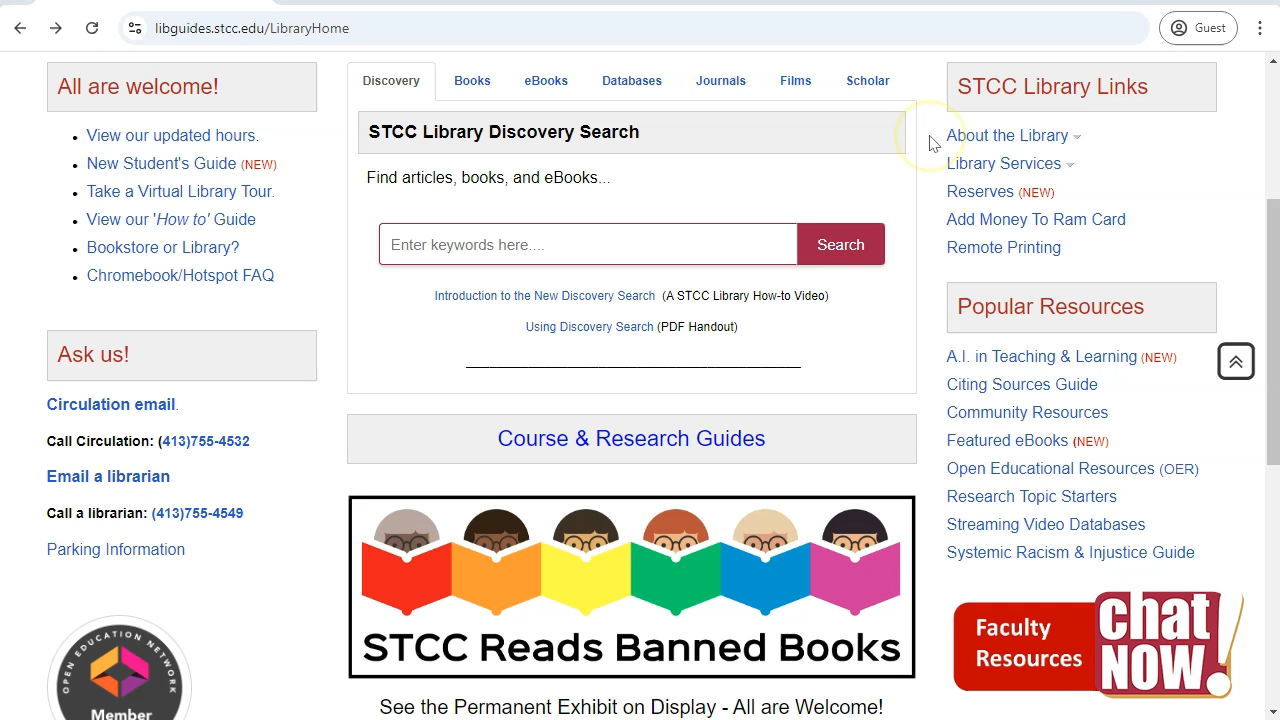 libguides.stcc.edu/LibraryHome
Guest
All are welcome!
View our updated hours.
New Student's Guide (NEW)
Take a Virtual Library Tour.
View our 'How to' Guide
Bookstore or Library?
Chromebook/Hotspot FAQ
Ask us!
Circulation email.
Call Circulation: (413)755-4532
Email a librarian
Call a librarian: (413)755-4549
Parking Information
OPEN EDUCATION NETWORK
Member
Discovery Books eBooks Databases Journals Films Scholar
STCC Library Discovery Search
Find articles, books, and eBooks...
Enter keywords here.... Search
Introduction to the New Discovery Search (A STCC Library How-to Video)
Using Discovery Search (PDF Handout)
Course & Research Guides
STCC Reads Banned Books
See the Permanent Exhibit on Display - All are Welcome!
STCC Library Links
About the Library
Library Services
Reserves (NEW)
Add Money To Ram Card
Remote Printing
Popular Resources
A.I. in Teaching & Learning (NEW)
Citing Sources Guide
Community Resources
Featured eBooks (NEW)
Open Educational Resources (OER)
Research Topic Starters
Streaming Video Databases
Systemic Racism & Injustice Guide
Faculty
Resources
chat
NOW!